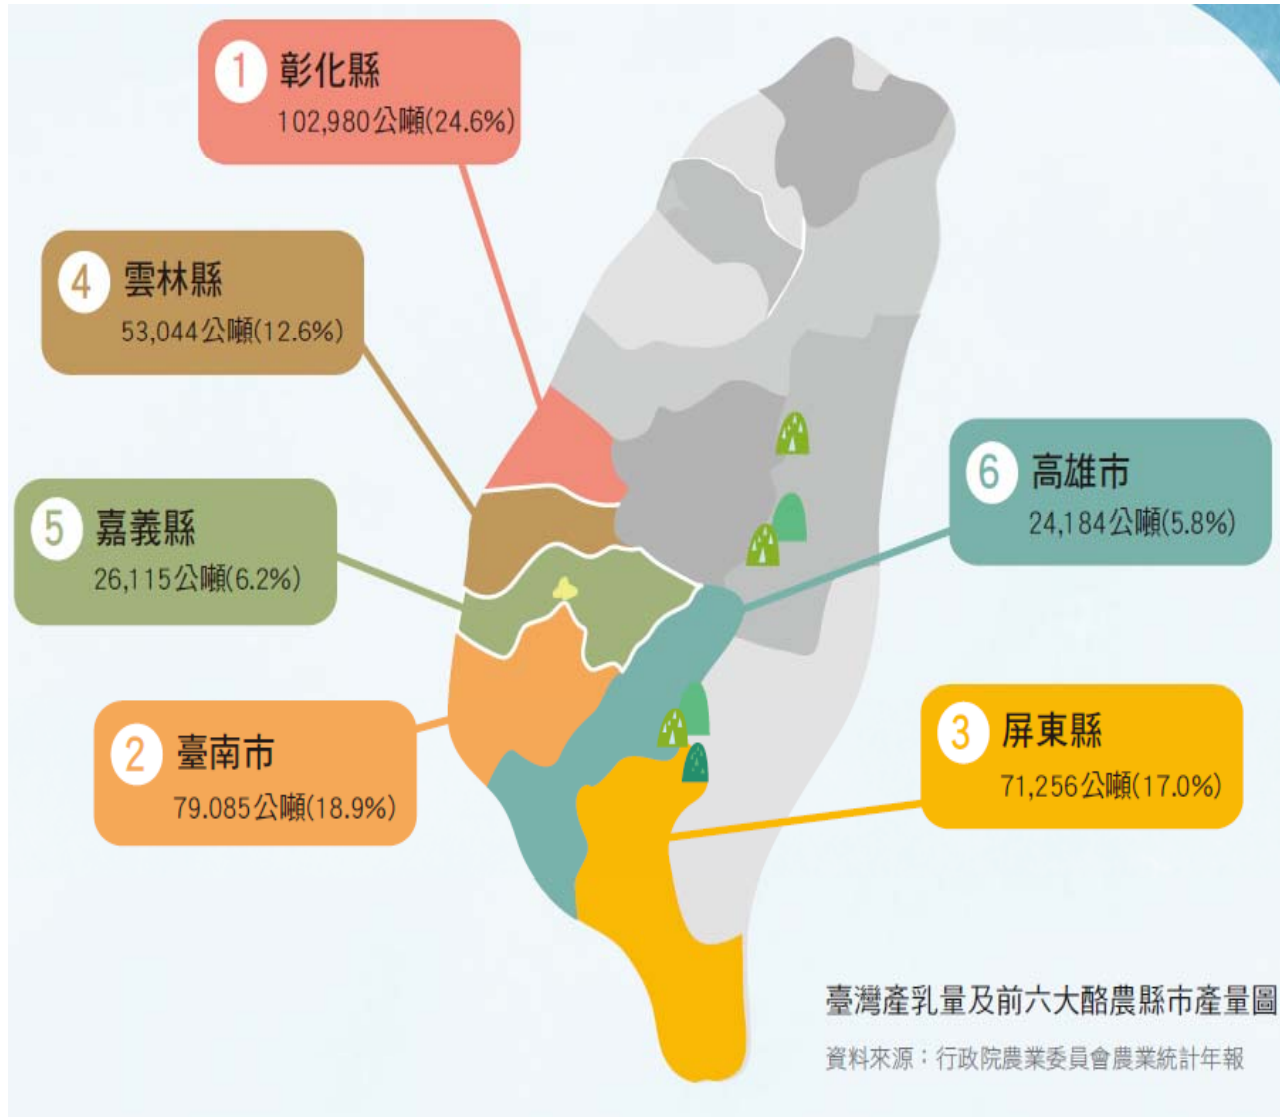 1 彰化縣
102,980公噸(24.6%)
4 雲林縣
53,044公噸(12.6%)
5 嘉義縣
26,115公噸(6.2%)
6 高雄市
24,184公噸(5.8%)
2 臺南市
79.085公噸(18.9%)
3 屏東縣
71,256公噸(17.0%)
臺灣產乳量及前六大酪農縣市產量圖
資料來源：行政院農業委員會農業統計年報